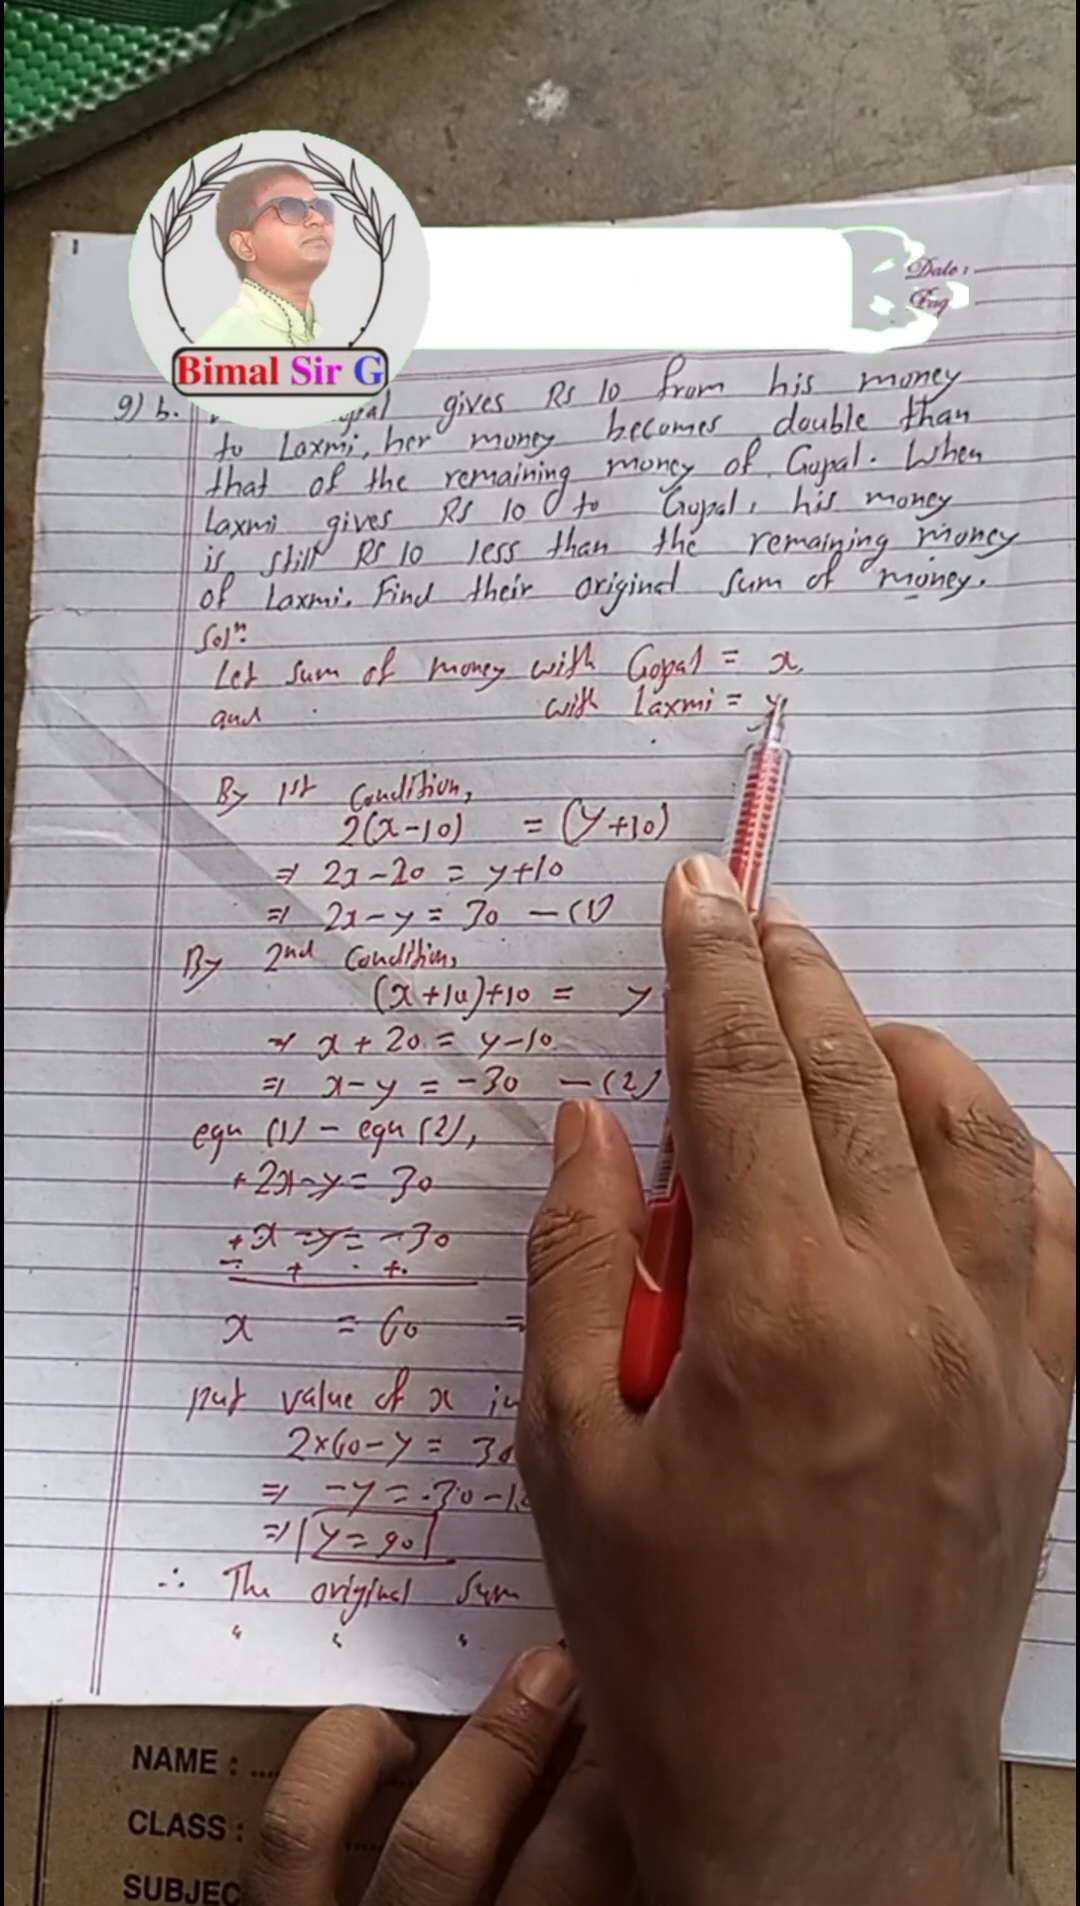 Date :
Pag
Bimal Sir G
9) b. gives Rs 10 from his money
to Laxmi, her money becomes double than
that of the remaining money of Gopal. When
Laxmi gives Rs 10 to Gopal, his money
is still Rs 10 less than the remaining money
of Laxmi. Find their original sum of money.
Solⁿ:
Let sum of money with Gopal = x
and with Laxmi = y
By 1st Condition,
2(x-10) = (y+10)
⇒ 2x-20 = y+10
⇒ 2x-y = 30 —(1)
By 2nd Condition,
(x+10)+10 = y
⇒ x + 20 = y-10
⇒ x-y = -30 —(2)
eqn (1) - eqn (2),
+2x-y = 30
+x-y = -30
- + +
x = 60 =
put value of x in
2×60-y = 30
⇒ -y = 30-12
⇒ y = 90
∴ The original sum
" " " "
NAME :
CLASS :
SUBJEC